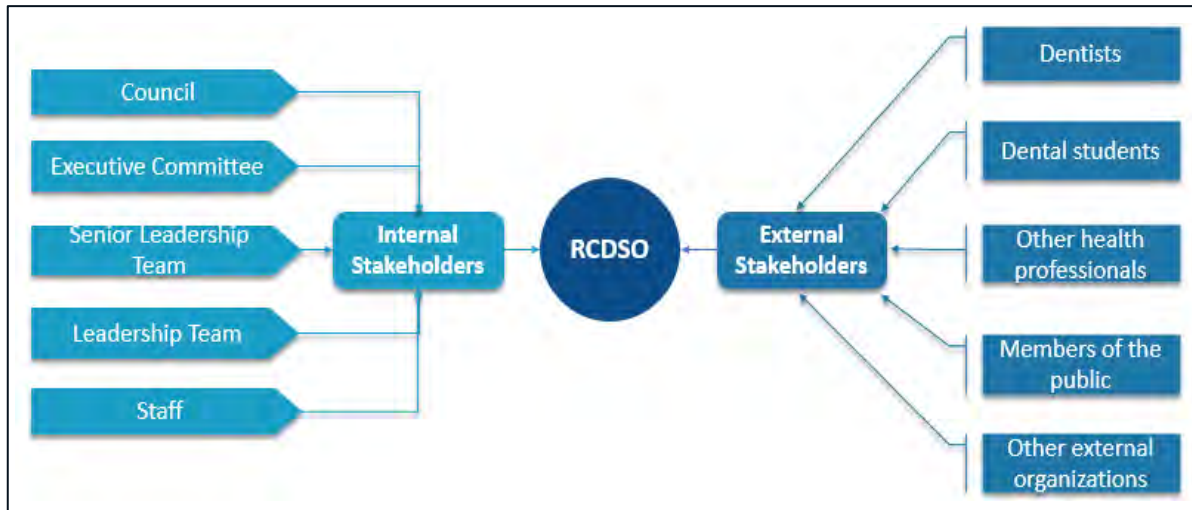 Council
Executive Committee
Senior Leadership
Team
Leadership Team
Staff
Internal
Stakeholders
RCDSO
External
Stakeholders
Dentists
Dental students
Other health
professionals
Members of the
public
Other external
organizations